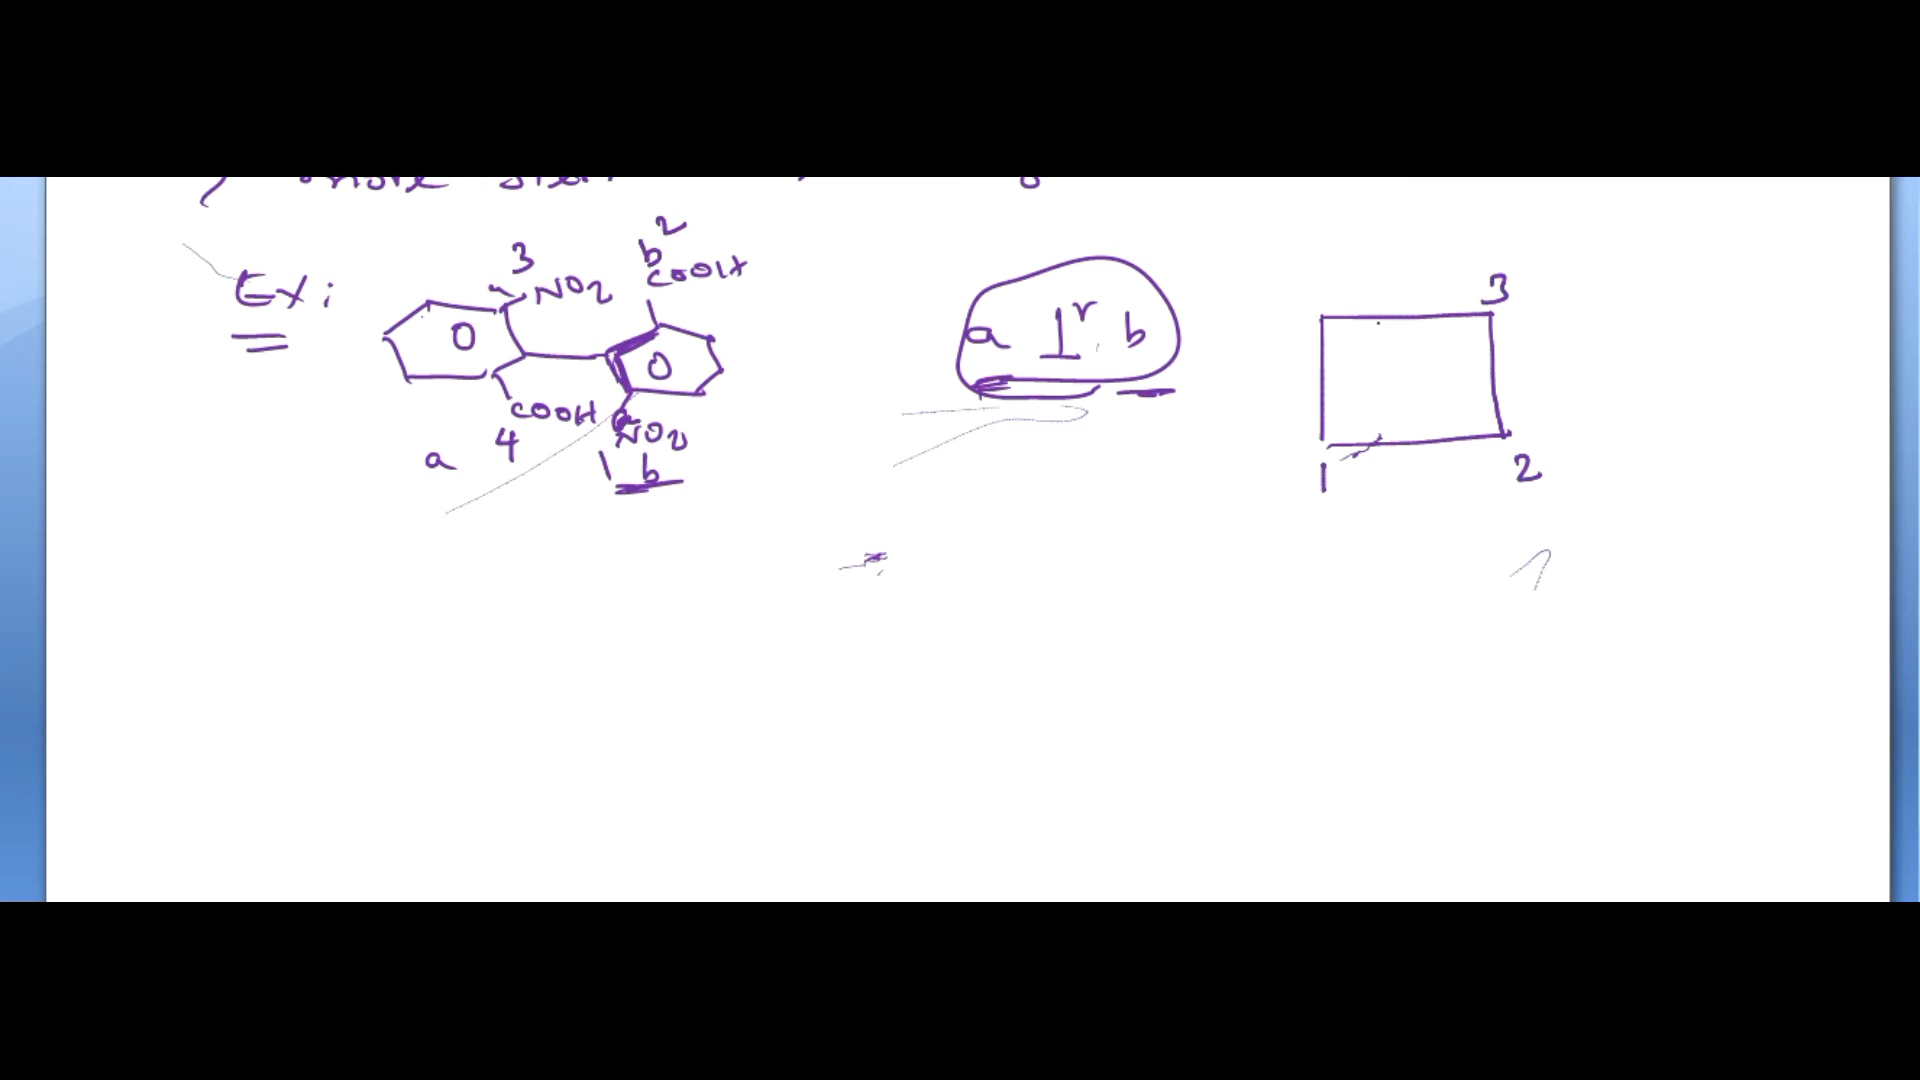 3 b 2
NO2 COOH
Ex: O O
COOH NO2
a 4 1 b
a ⊥r b
3
1 2